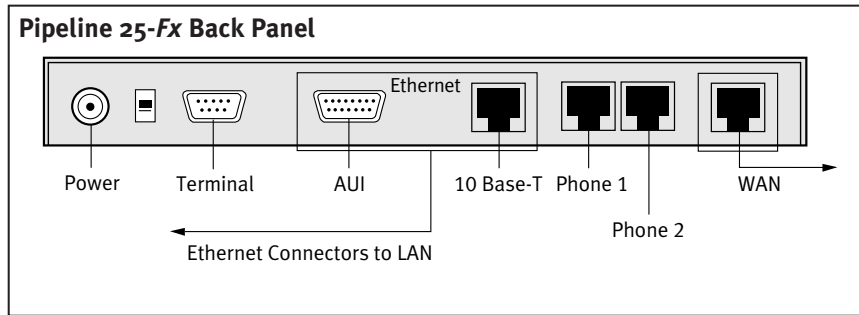 Pipeline 25-Fx Back Panel
Ethernet
Power
Terminal
AUI
10 Base-T
Phone 1
WAN
Phone 2
Ethernet Connectors to LAN